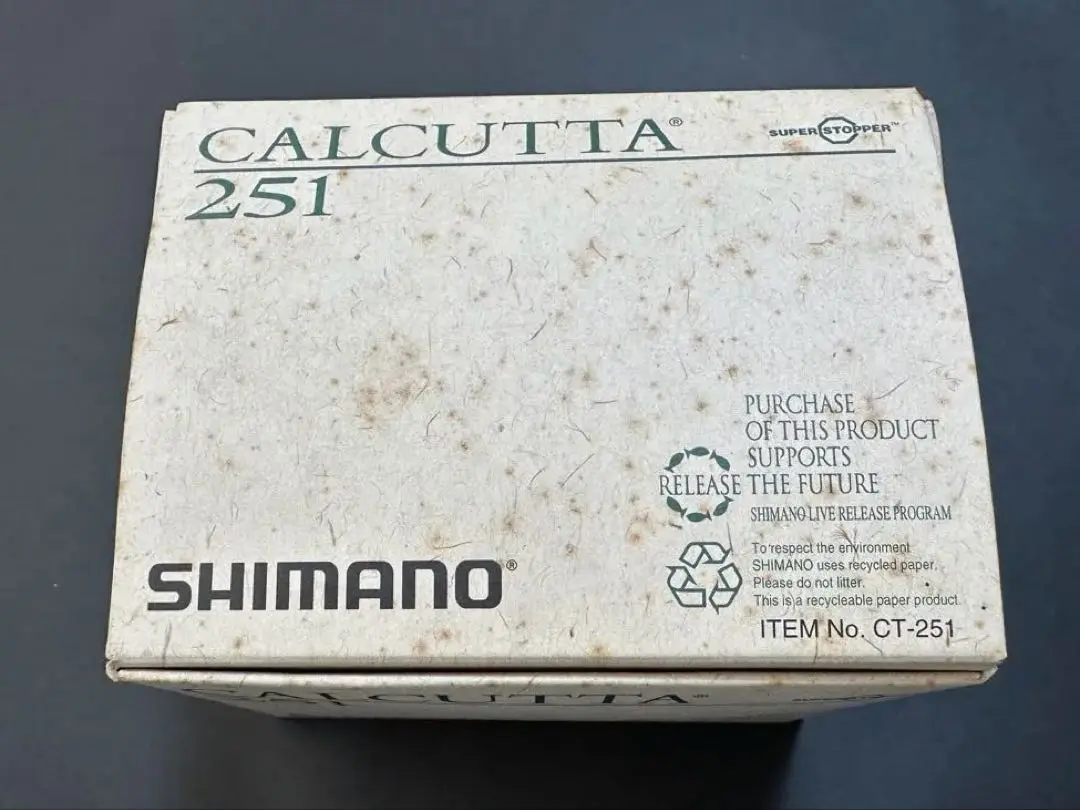 CALCUTTA®
SUPER STOPPER™
251
PURCHASE
OF THIS PRODUCT
SUPPORTS
RELEASE THE FUTURE
SHIMANO LIVE RELEASE PROGRAM
SHIMANO®
To respect the environment
SHIMANO uses recycled paper.
Please do not litter.
This is a recycleable paper product.
ITEM No. CT-251
CALCUTTA®